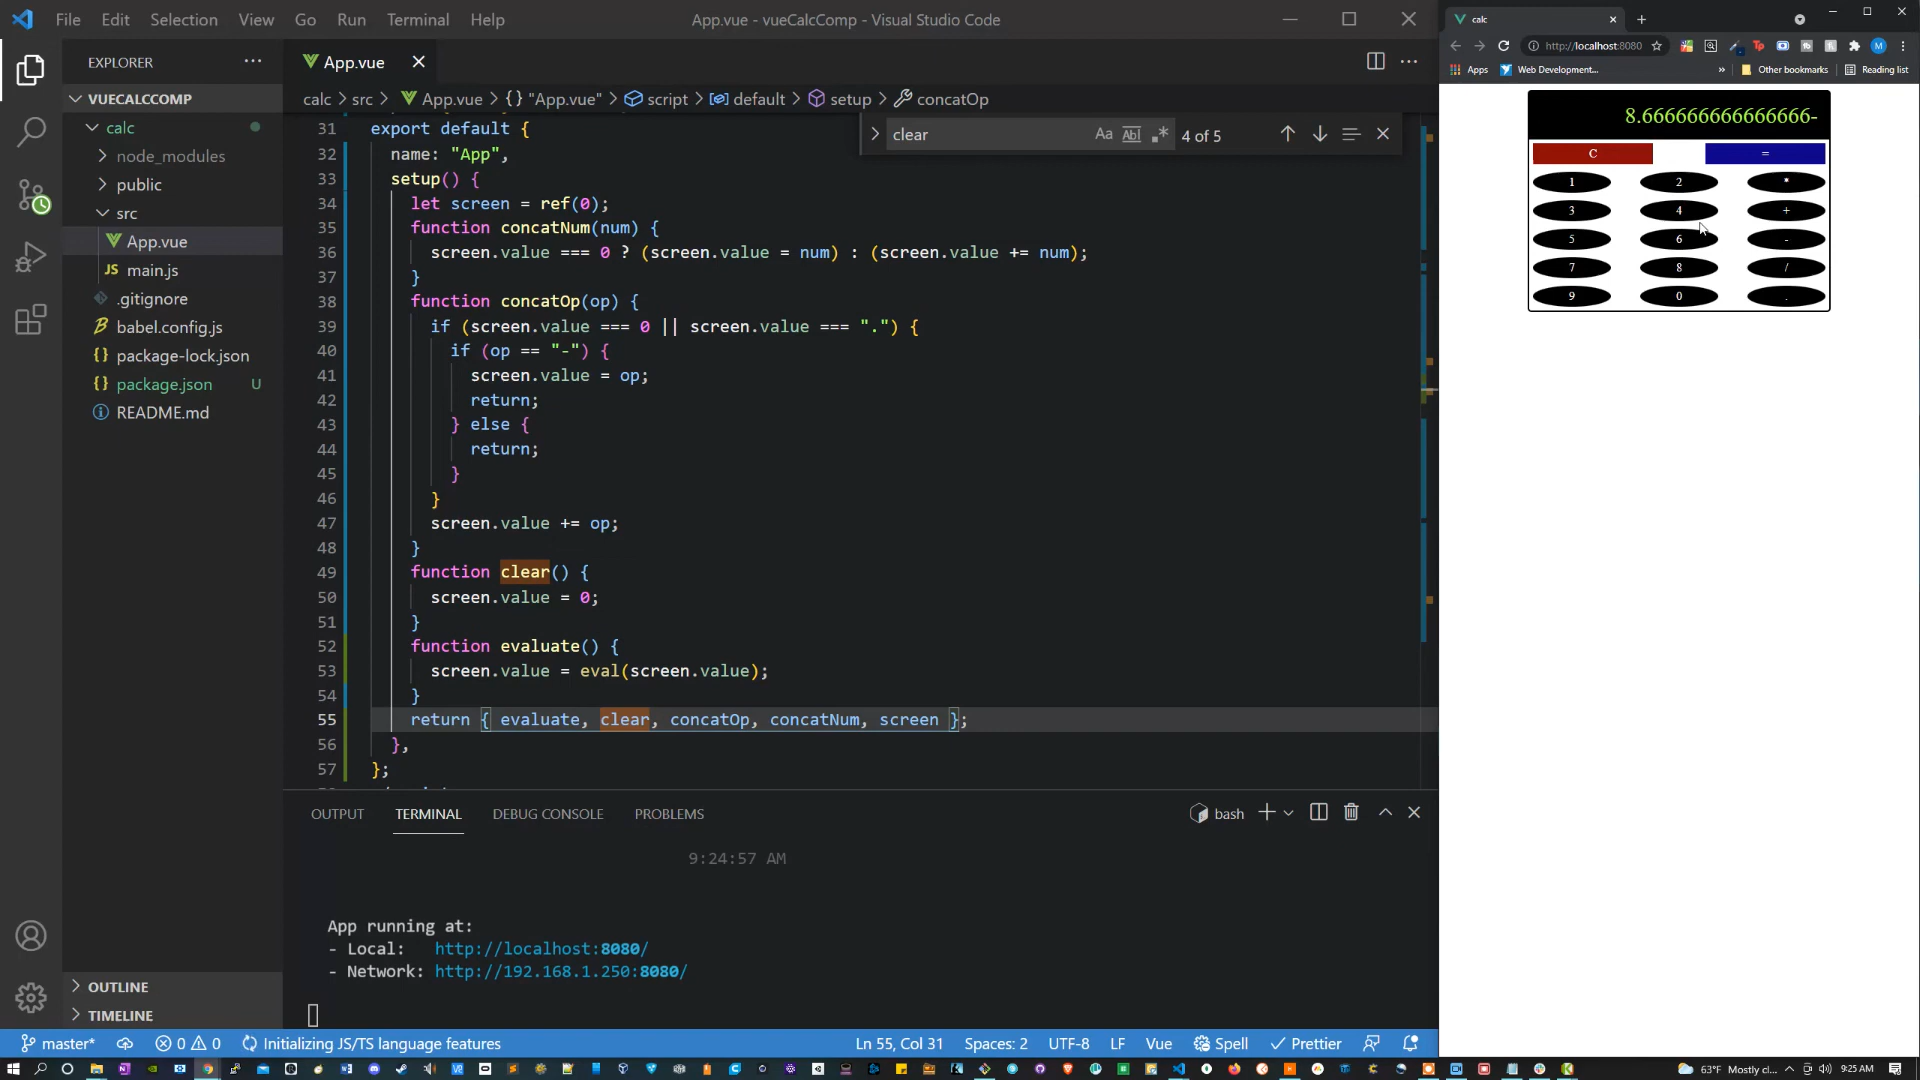 File Edit Selection View Go Run Terminal Help
App.vue - vueCalcComp - Visual Studio Code
EXPLORER
VUECALCCOMP
calc
node_modules
public
src
App.vue
JS main.js
.gitignore
babel.config.js
package-lock.json
package.json U
README.md
OUTLINE
TIMELINE
App.vue
calc > src > App.vue > {} "App.vue" > script > default > setup > concatOp
clear
4 of 5
31 export default {
32 name: "App",
33 setup() {
34 let screen = ref(0);
35 function concatNum(num) {
36 screen.value === 0 ? (screen.value = num) : (screen.value += num);
37 }
38 function concatOp(op) {
39 if (screen.value === 0 || screen.value === ".") {
40 if (op == "-") {
41 screen.value = op;
42 return;
43 } else {
44 return;
45 }
46 }
47 screen.value += op;
48 }
49 function clear() {
50 screen.value = 0;
51 }
52 function evaluate() {
53 screen.value = eval(screen.value);
54 }
55 return { evaluate, clear, concatOp, concatNum, screen };
56 },
57 };
OUTPUT TERMINAL DEBUG CONSOLE PROBLEMS
bash
9:24:57 AM
App running at:
- Local: http://localhost:8080/
- Network: http://192.168.1.250:8080/
master* 0 0 Initializing JS/TS language features
Ln 55, Col 31 Spaces: 2 UTF-8 LF Vue Spell Prettier
calc
http://localhost:8080
Apps Web Development... » Other bookmarks Reading list
8.666666666666666-
C =
1 2 *
3 4 +
5 6 -
7 8 /
9 0 .
63°F Mostly cl... 9:25 AM